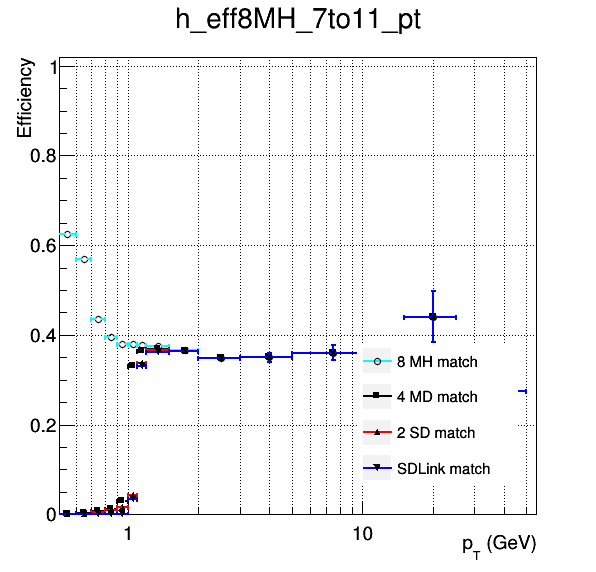 h_eff8MH_7to11_pt
Efficiency
1
0.8
0.6
0.4
0.2
0
8 MH match
4 MD match
2 SD match
SDLink match
1
10
p_T (GeV)